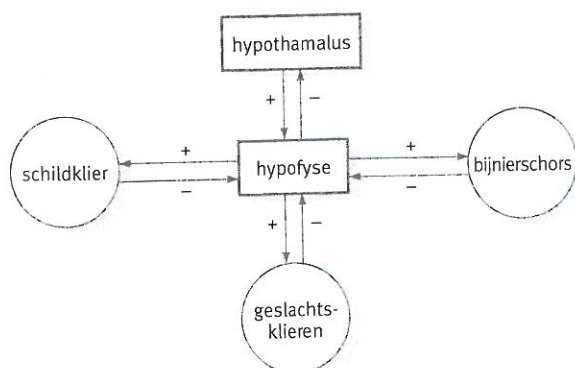 hypothamalus
+
−
schildklier
+
−
hypofyse
+
−
bijnierschors
+
−
geslachts-
klieren